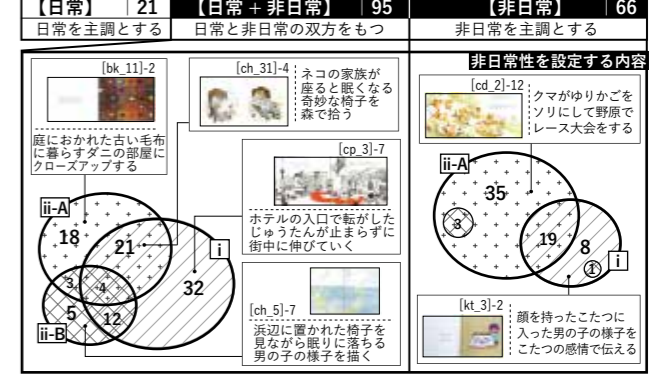 【日常】 21 【日常 + 非日常】 95 【非日常】 66
日常を主調とする 日常と非日常の双方をもつ 非日常を主調とする
非日常性を設定する内容
[bk_11]-2
庭におかれた古い毛布
に暮らすダニの部屋に
クローズアップする
[ch_31]-4
ネコの家族が
座ると眠くなる
奇妙な椅子を
森で拾う
[cp_3]-7
ホテルの入口で転がした
じゅうたんが止まらずに
街中に伸びていく
[ch_5]-7
浜辺に置かれた椅子を
見ながら眠りに落ちる
男の子の様子を描く
ii-A
18
21
i
32
3
4
5
12
ii-B
[cd_2]-12
クマがゆりかごを
ソリにして野原で
レース大会をする
ii-A
35
3
19
8
1
i
[kt_3]-2
顔を持ったこたつに
入った男の子の様子を
こたつの感情で伝える